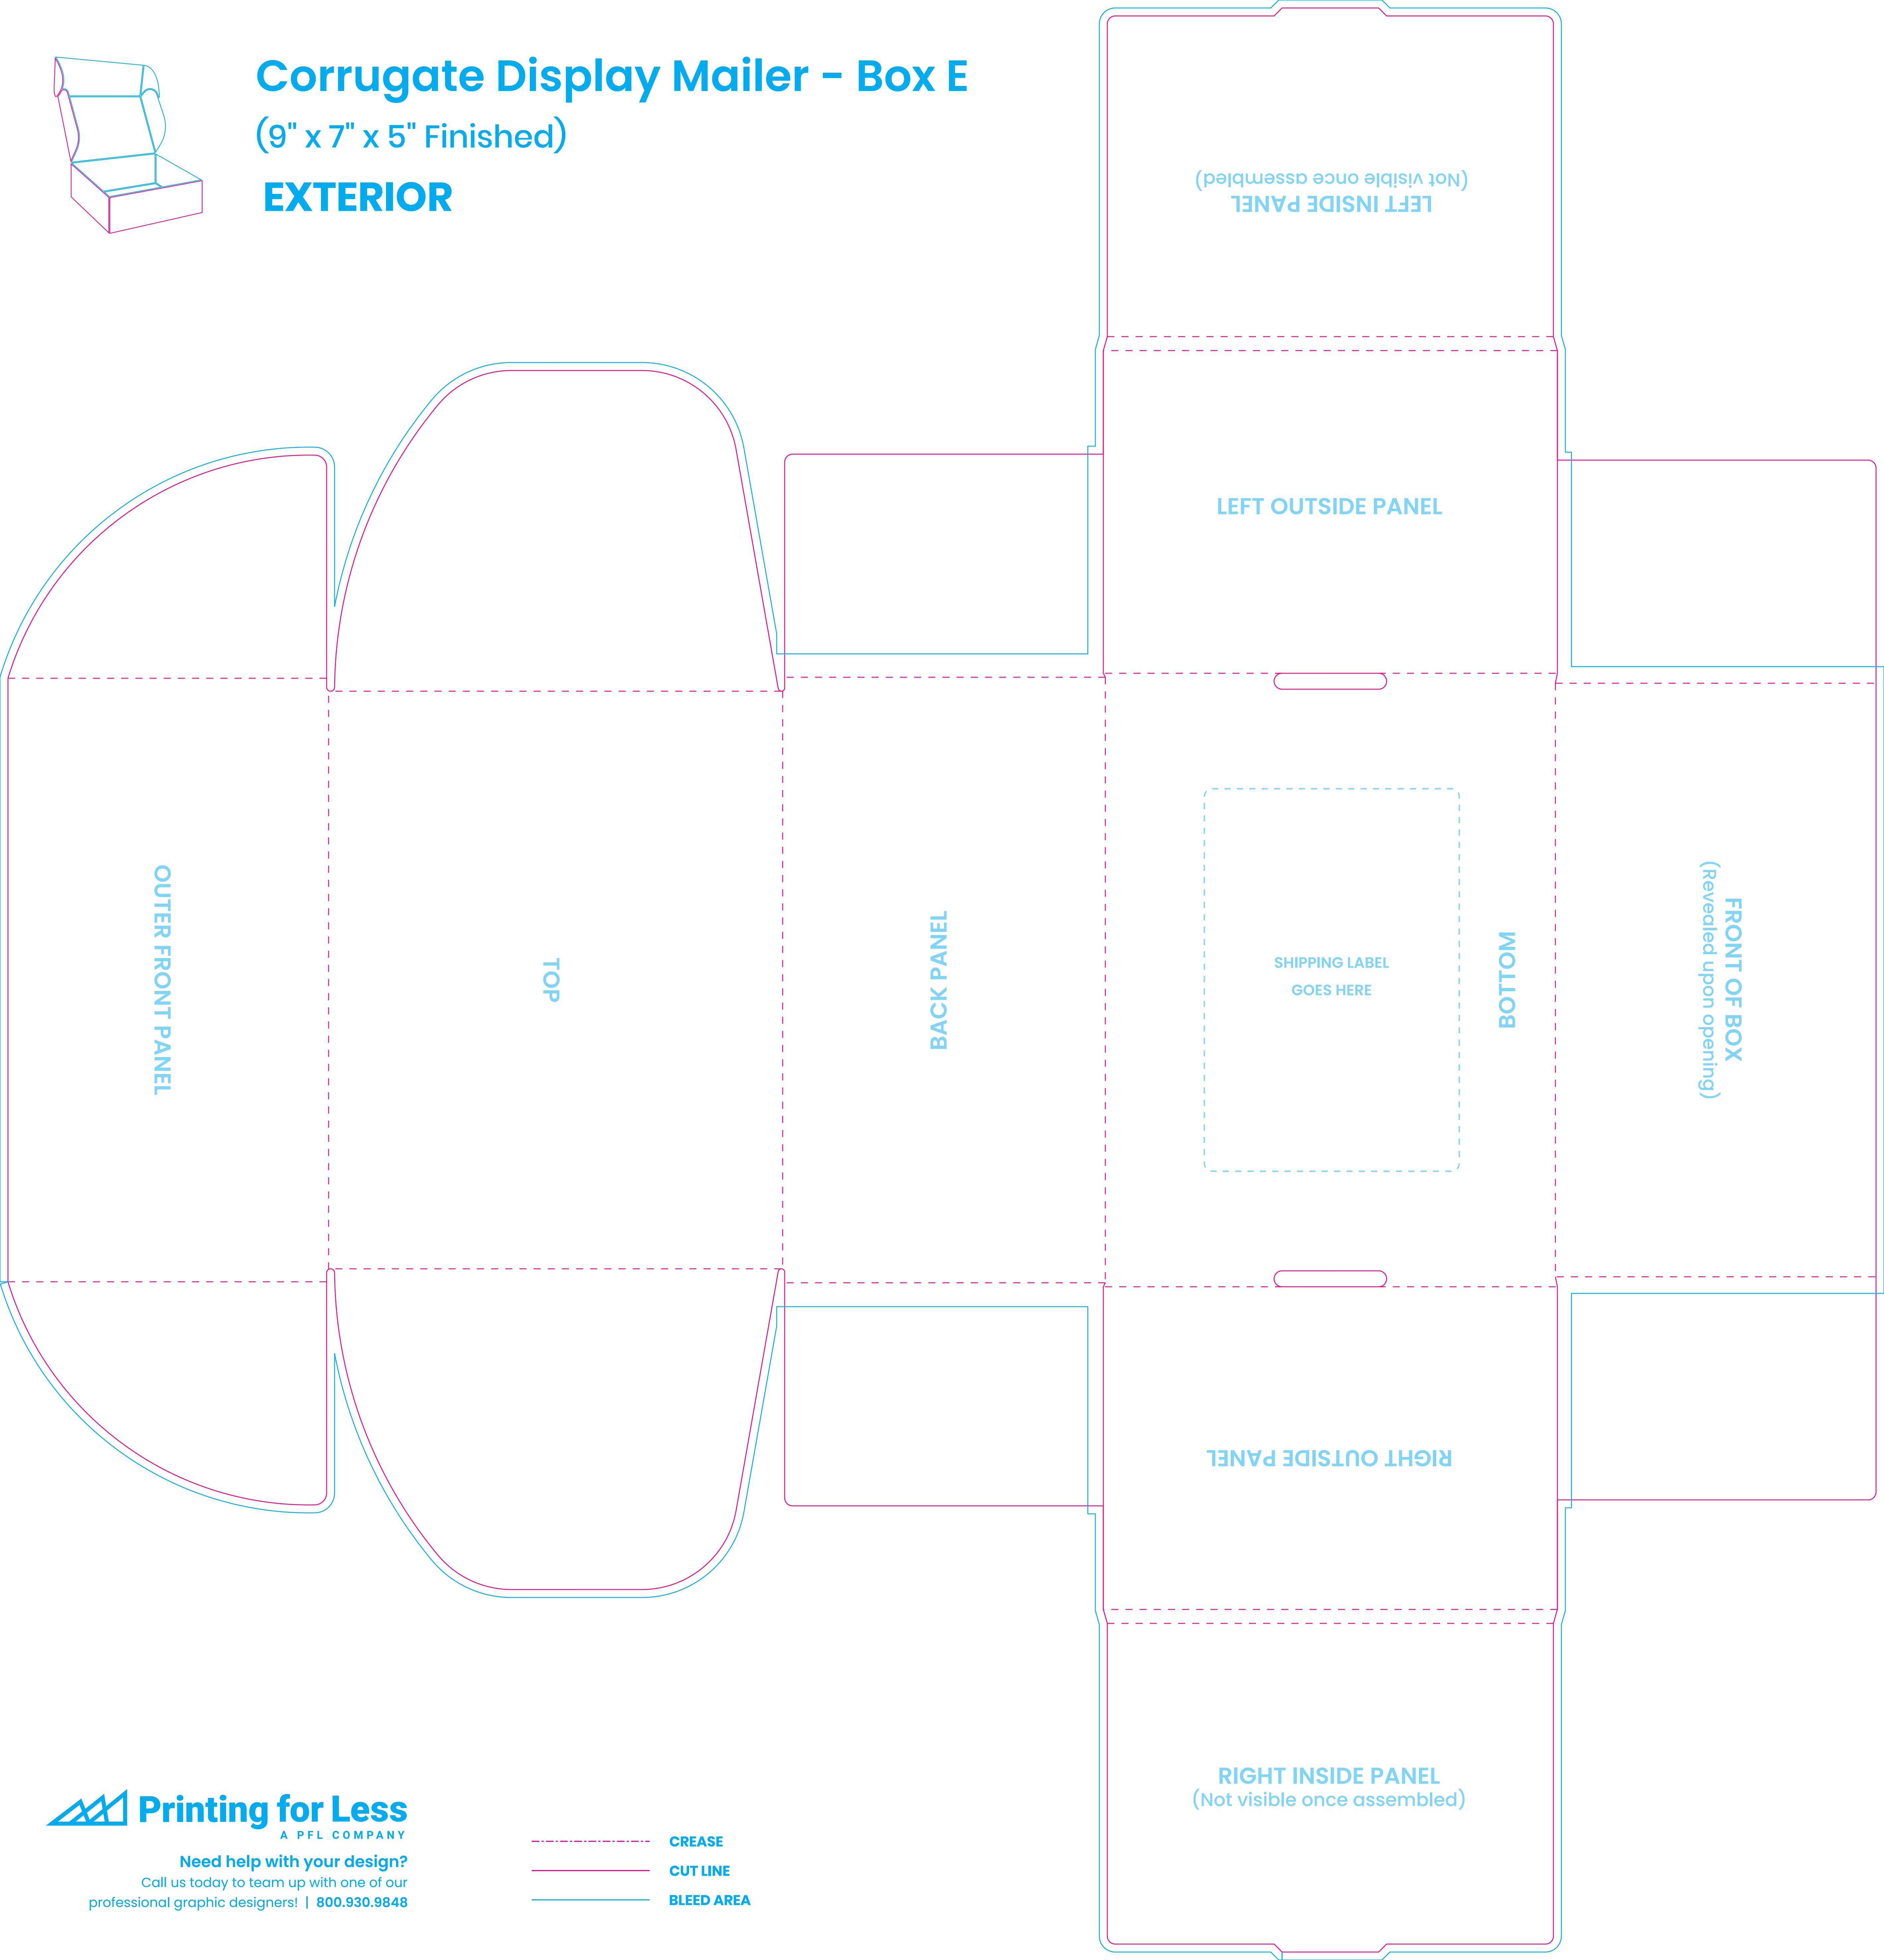 Corrugate Display Mailer - Box E
(9" x 7" x 5" Finished)
EXTERIOR
LEFT INSIDE PANEL
(Not visible once assembled)
LEFT OUTSIDE PANEL
OUTER FRONT PANEL
TOP
BACK PANEL
SHIPPING LABEL
GOES HERE
BOTTOM
FRONT OF BOX
(Revealed upon opening)
RIGHT OUTSIDE PANEL
RIGHT INSIDE PANEL
(Not visible once assembled)
Printing for Less
A PFL COMPANY
Need help with your design?
Call us today to team up with one of our
professional graphic designers! | 800.930.9848
CREASE
CUT LINE
BLEED AREA